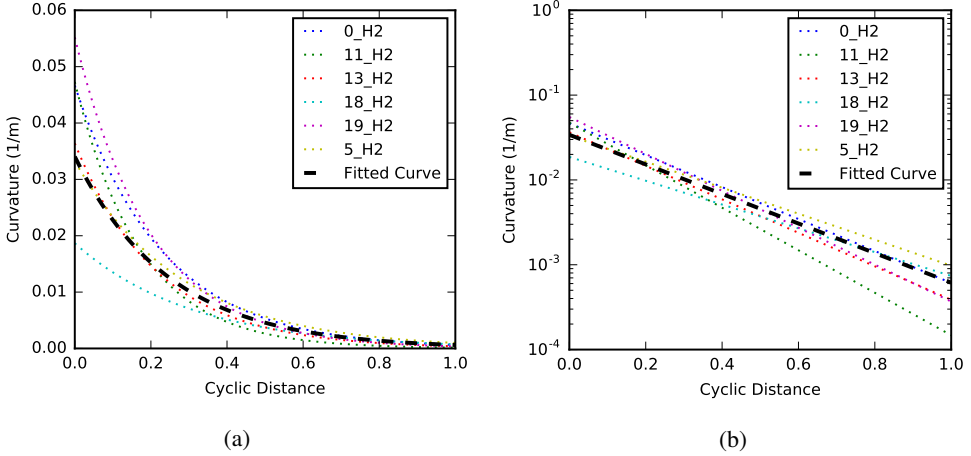 0.06
0.05
0.04
0.03
0.02
0.01
0.00
Curvature (1/m)
0.0 0.2 0.4 0.6 0.8 1.0
Cyclic Distance
0_H2
11_H2
13_H2
18_H2
19_H2
5_H2
Fitted Curve
(a)
10^0
10^-1
10^-2
10^-3
10^-4
Curvature (1/m)
0.0 0.2 0.4 0.6 0.8 1.0
Cyclic Distance
0_H2
11_H2
13_H2
18_H2
19_H2
5_H2
Fitted Curve
(b)